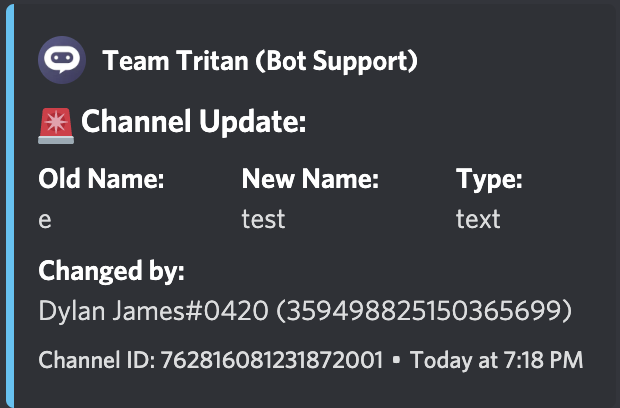 Team Tritan (Bot Support)
Channel Update:
Old Name: New Name: Type:
e test text
Changed by:
Dylan James#0420 (359498825150365699)
Channel ID: 762816081231872001 • Today at 7:18 PM